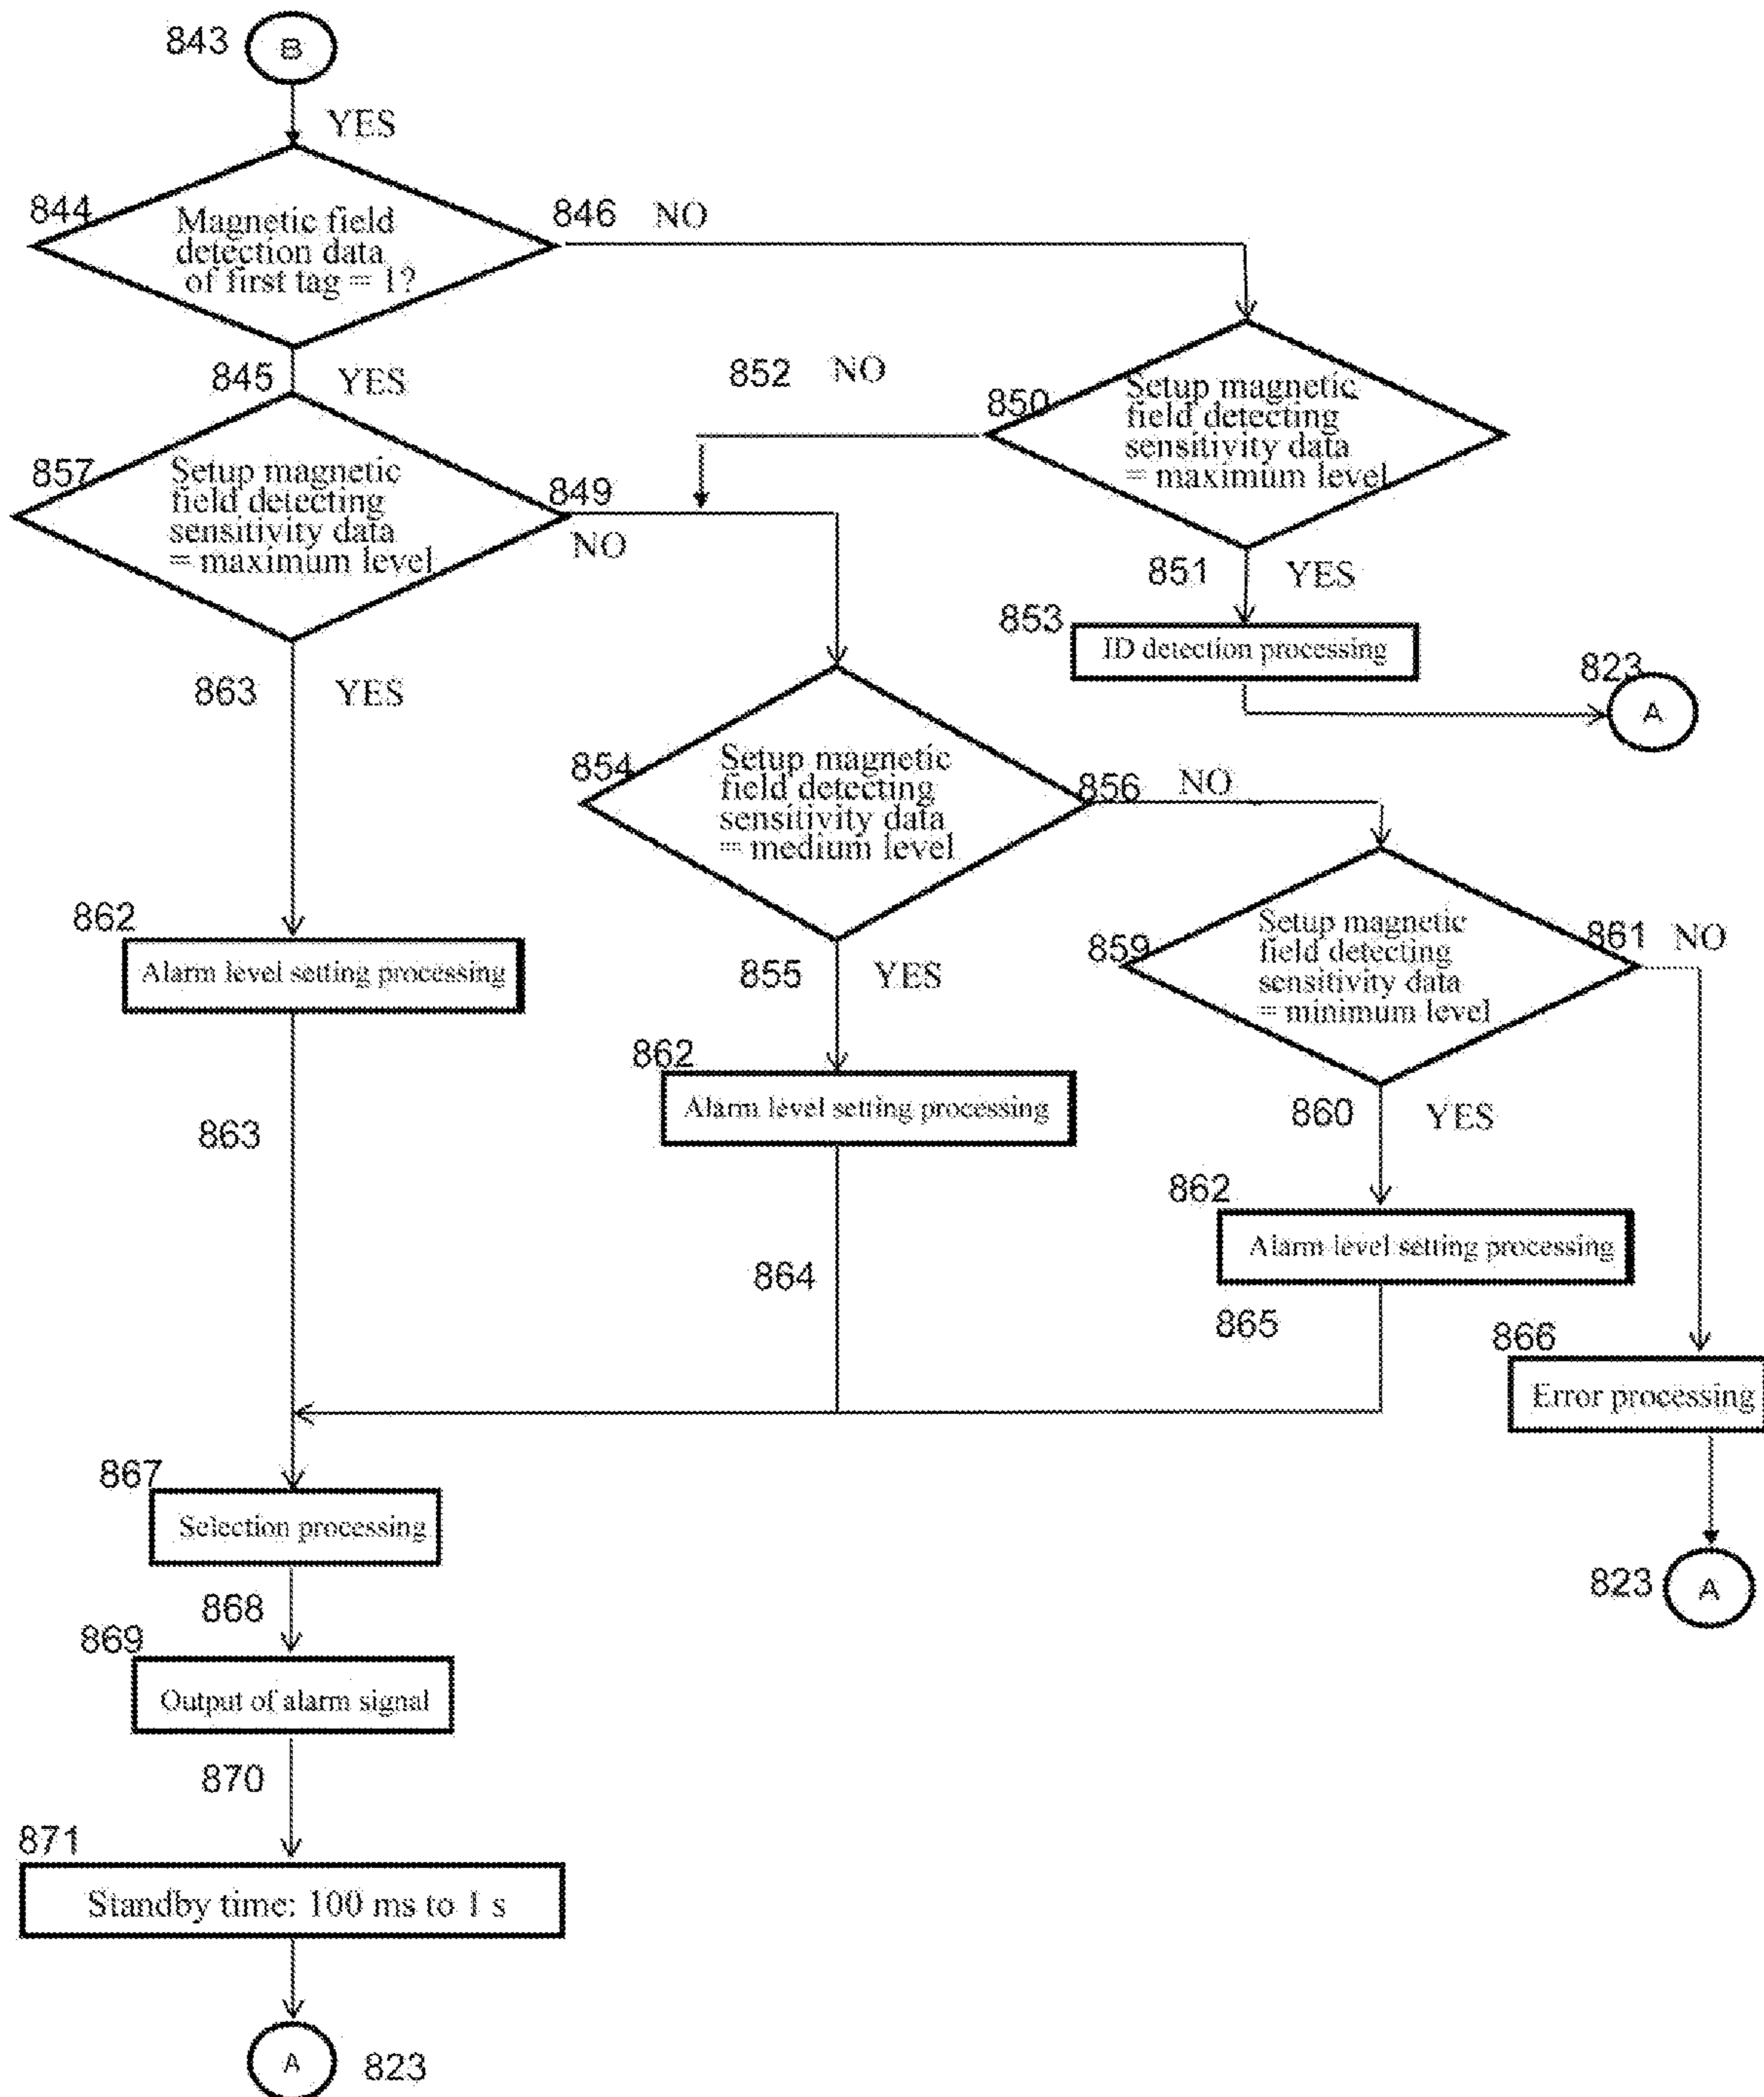 843
B
YES
844
Magnetic field
detection data
of first tag = 1?
846 NO
845 YES
852 NO
850
Setup magnetic
field detecting
sensitivity data
= maximum level
857
Setup magnetic
field detecting
sensitivity data
= maximum level
849
NO
851 YES
853
ID detection processing
823
A
863 YES
854
Setup magnetic
field detecting
sensitivity data
= medium level
856 NO
862
Alarm level setting processing
855 YES
859
Setup magnetic
field detecting
sensitivity data
= minimum level
861 NO
862
Alarm level setting processing
860 YES
863
862
Alarm level setting processing
864
865
866
Error processing
867
Selection processing
823
A
868
869
Output of alarm signal
870
871
Standby time: 100 ms to 1 s
A
823